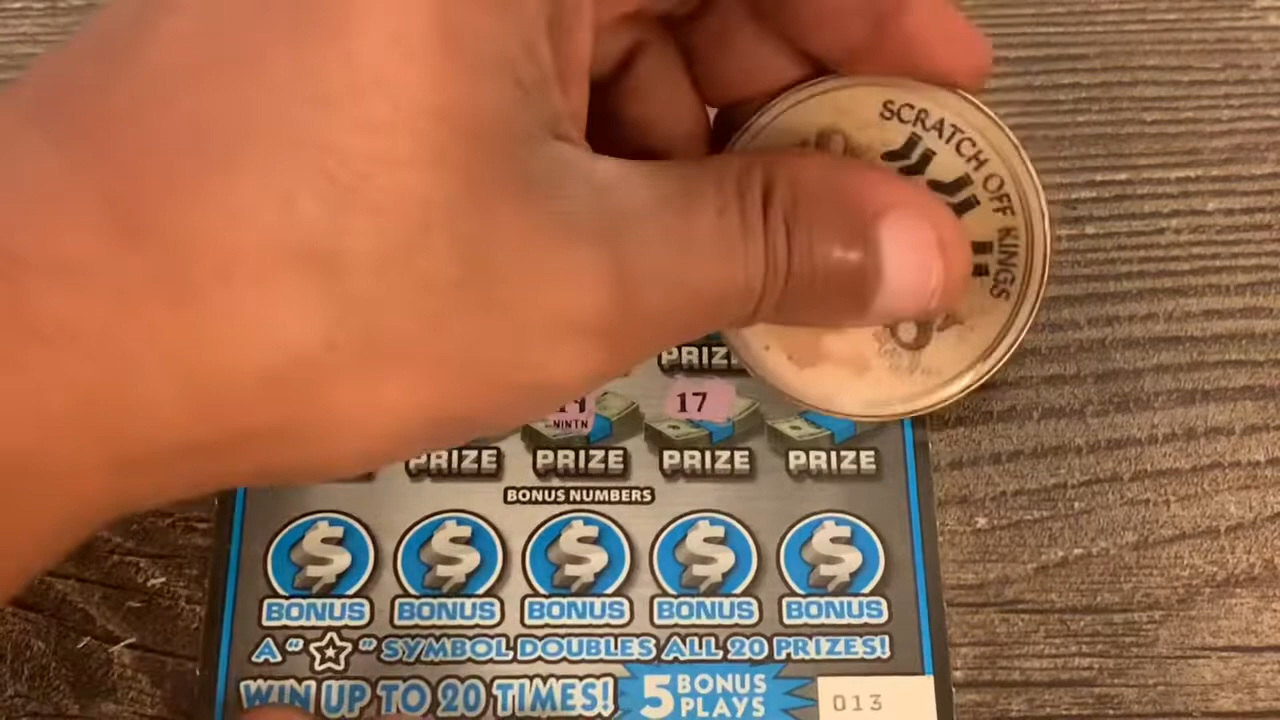 SCRATCH OFF KINGS
17
NINTN
PRIZE PRIZE PRIZE PRIZE
BONUS NUMBERS
$ $ $ $ $
BONUS BONUS BONUS BONUS BONUS
A "☆" SYMBOL DOUBLES ALL 20 PRIZES!
WIN UP TO 20 TIMES!
5 BONUS PLAYS
013